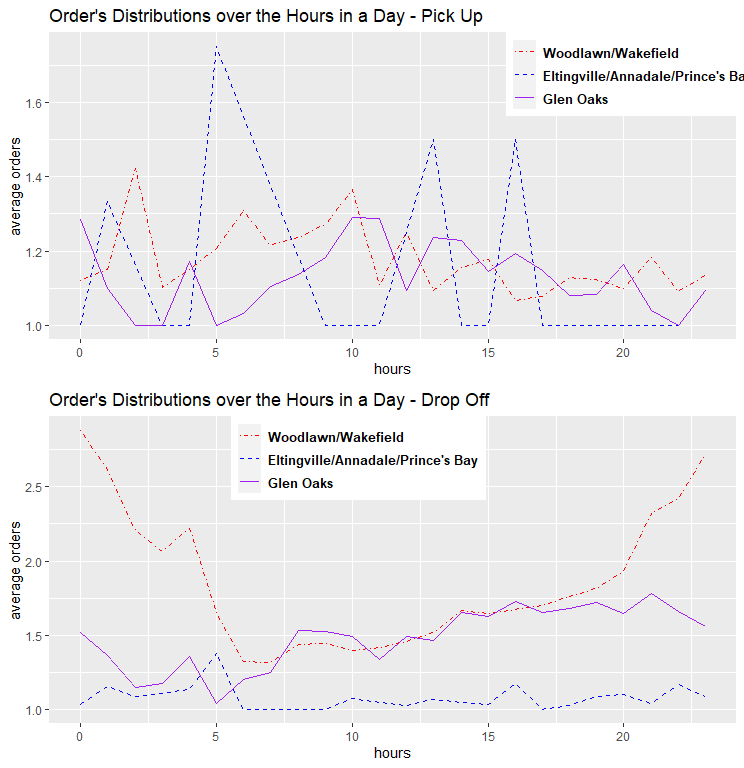 Order's Distributions over the Hours in a Day - Pick Up
Woodlawn/Wakefield
Eltingville/Annadale/Prince's Ba
Glen Oaks
average orders
1.6
1.4
1.2
1.0
0
5
10
15
20
hours
Order's Distributions over the Hours in a Day - Drop Off
Woodlawn/Wakefield
Eltingville/Annadale/Prince's Bay
Glen Oaks
average orders
2.5
2.0
1.5
1.0
0
5
10
15
20
hours